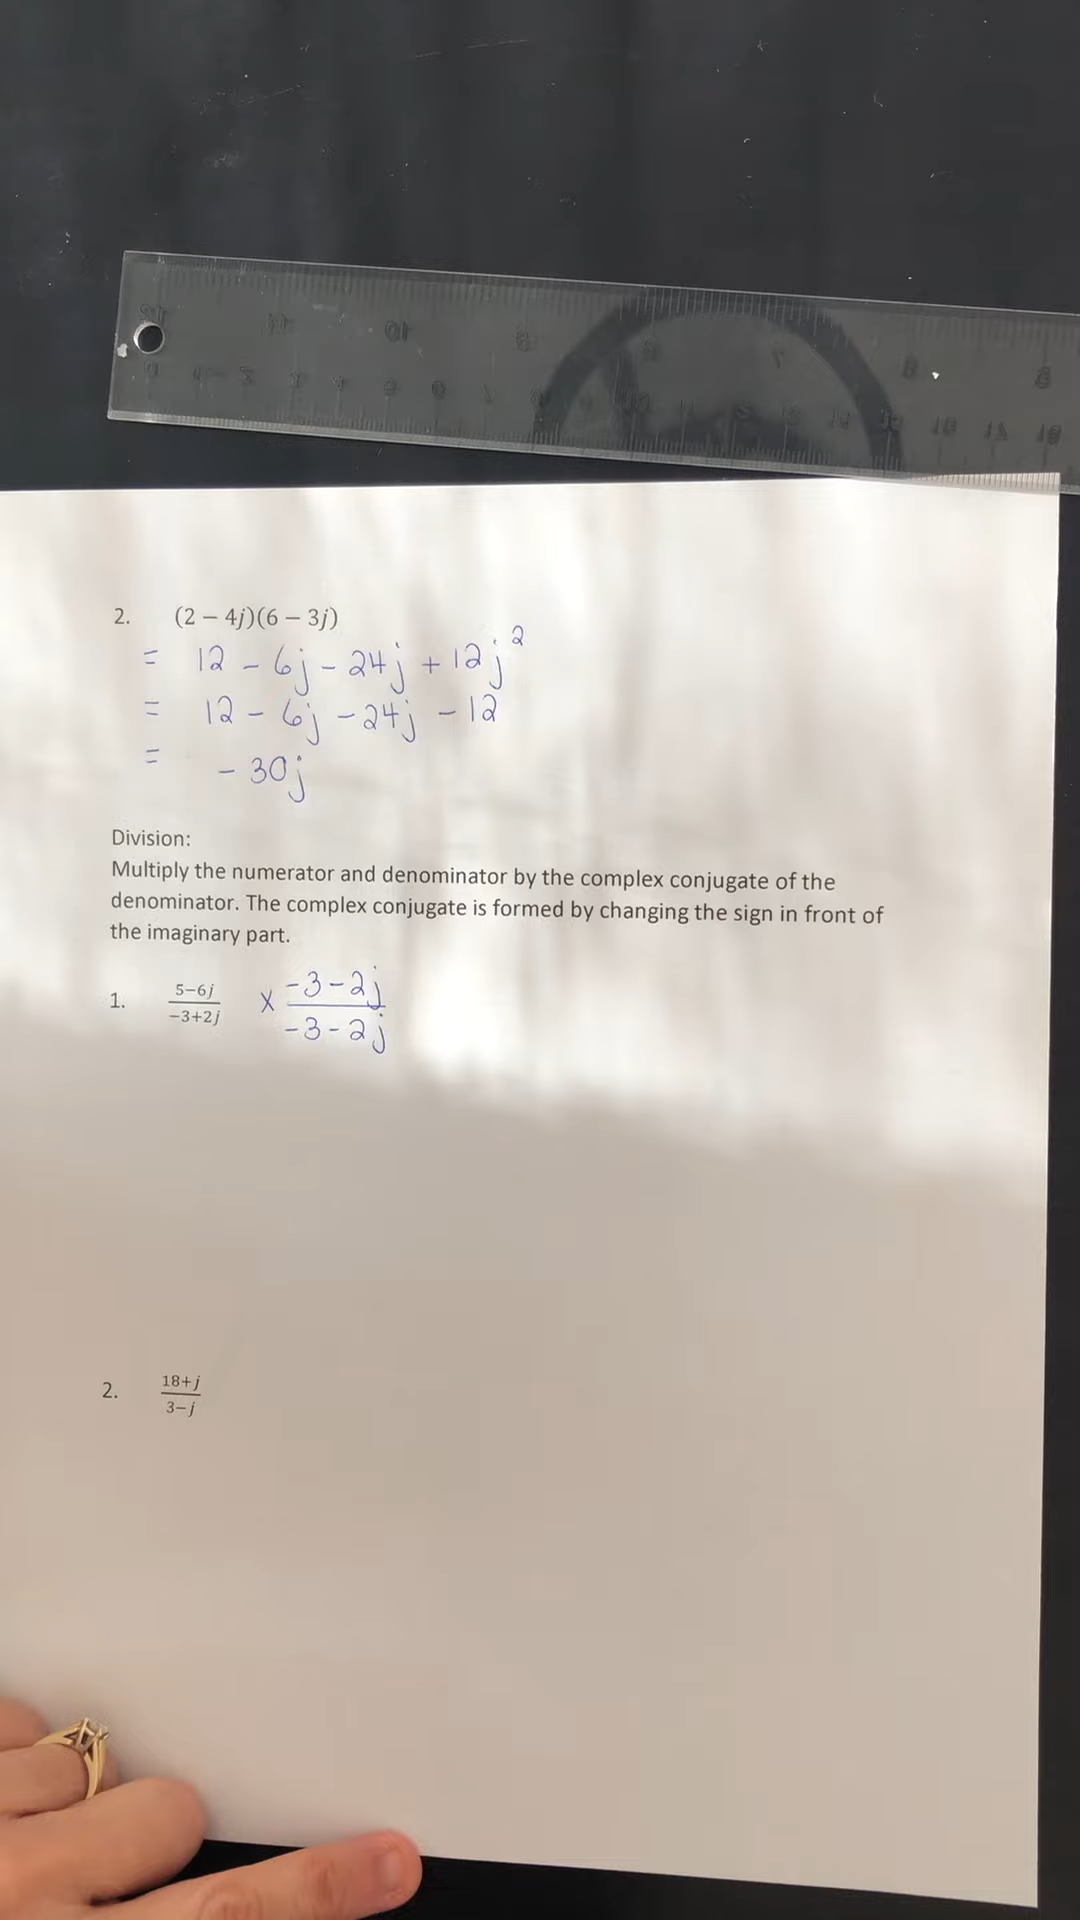 2. (2 – 4j)(6 – 3j)
= 12 - 6j - 24j + 12j²
= 12 - 6j - 24j - 12
= - 30j
Division:
Multiply the numerator and denominator by the complex conjugate of the
denominator. The complex conjugate is formed by changing the sign in front of
the imaginary part.
1. 5−6j/−3+2j × -3-2j/-3-2j
2. 18+j/3−j